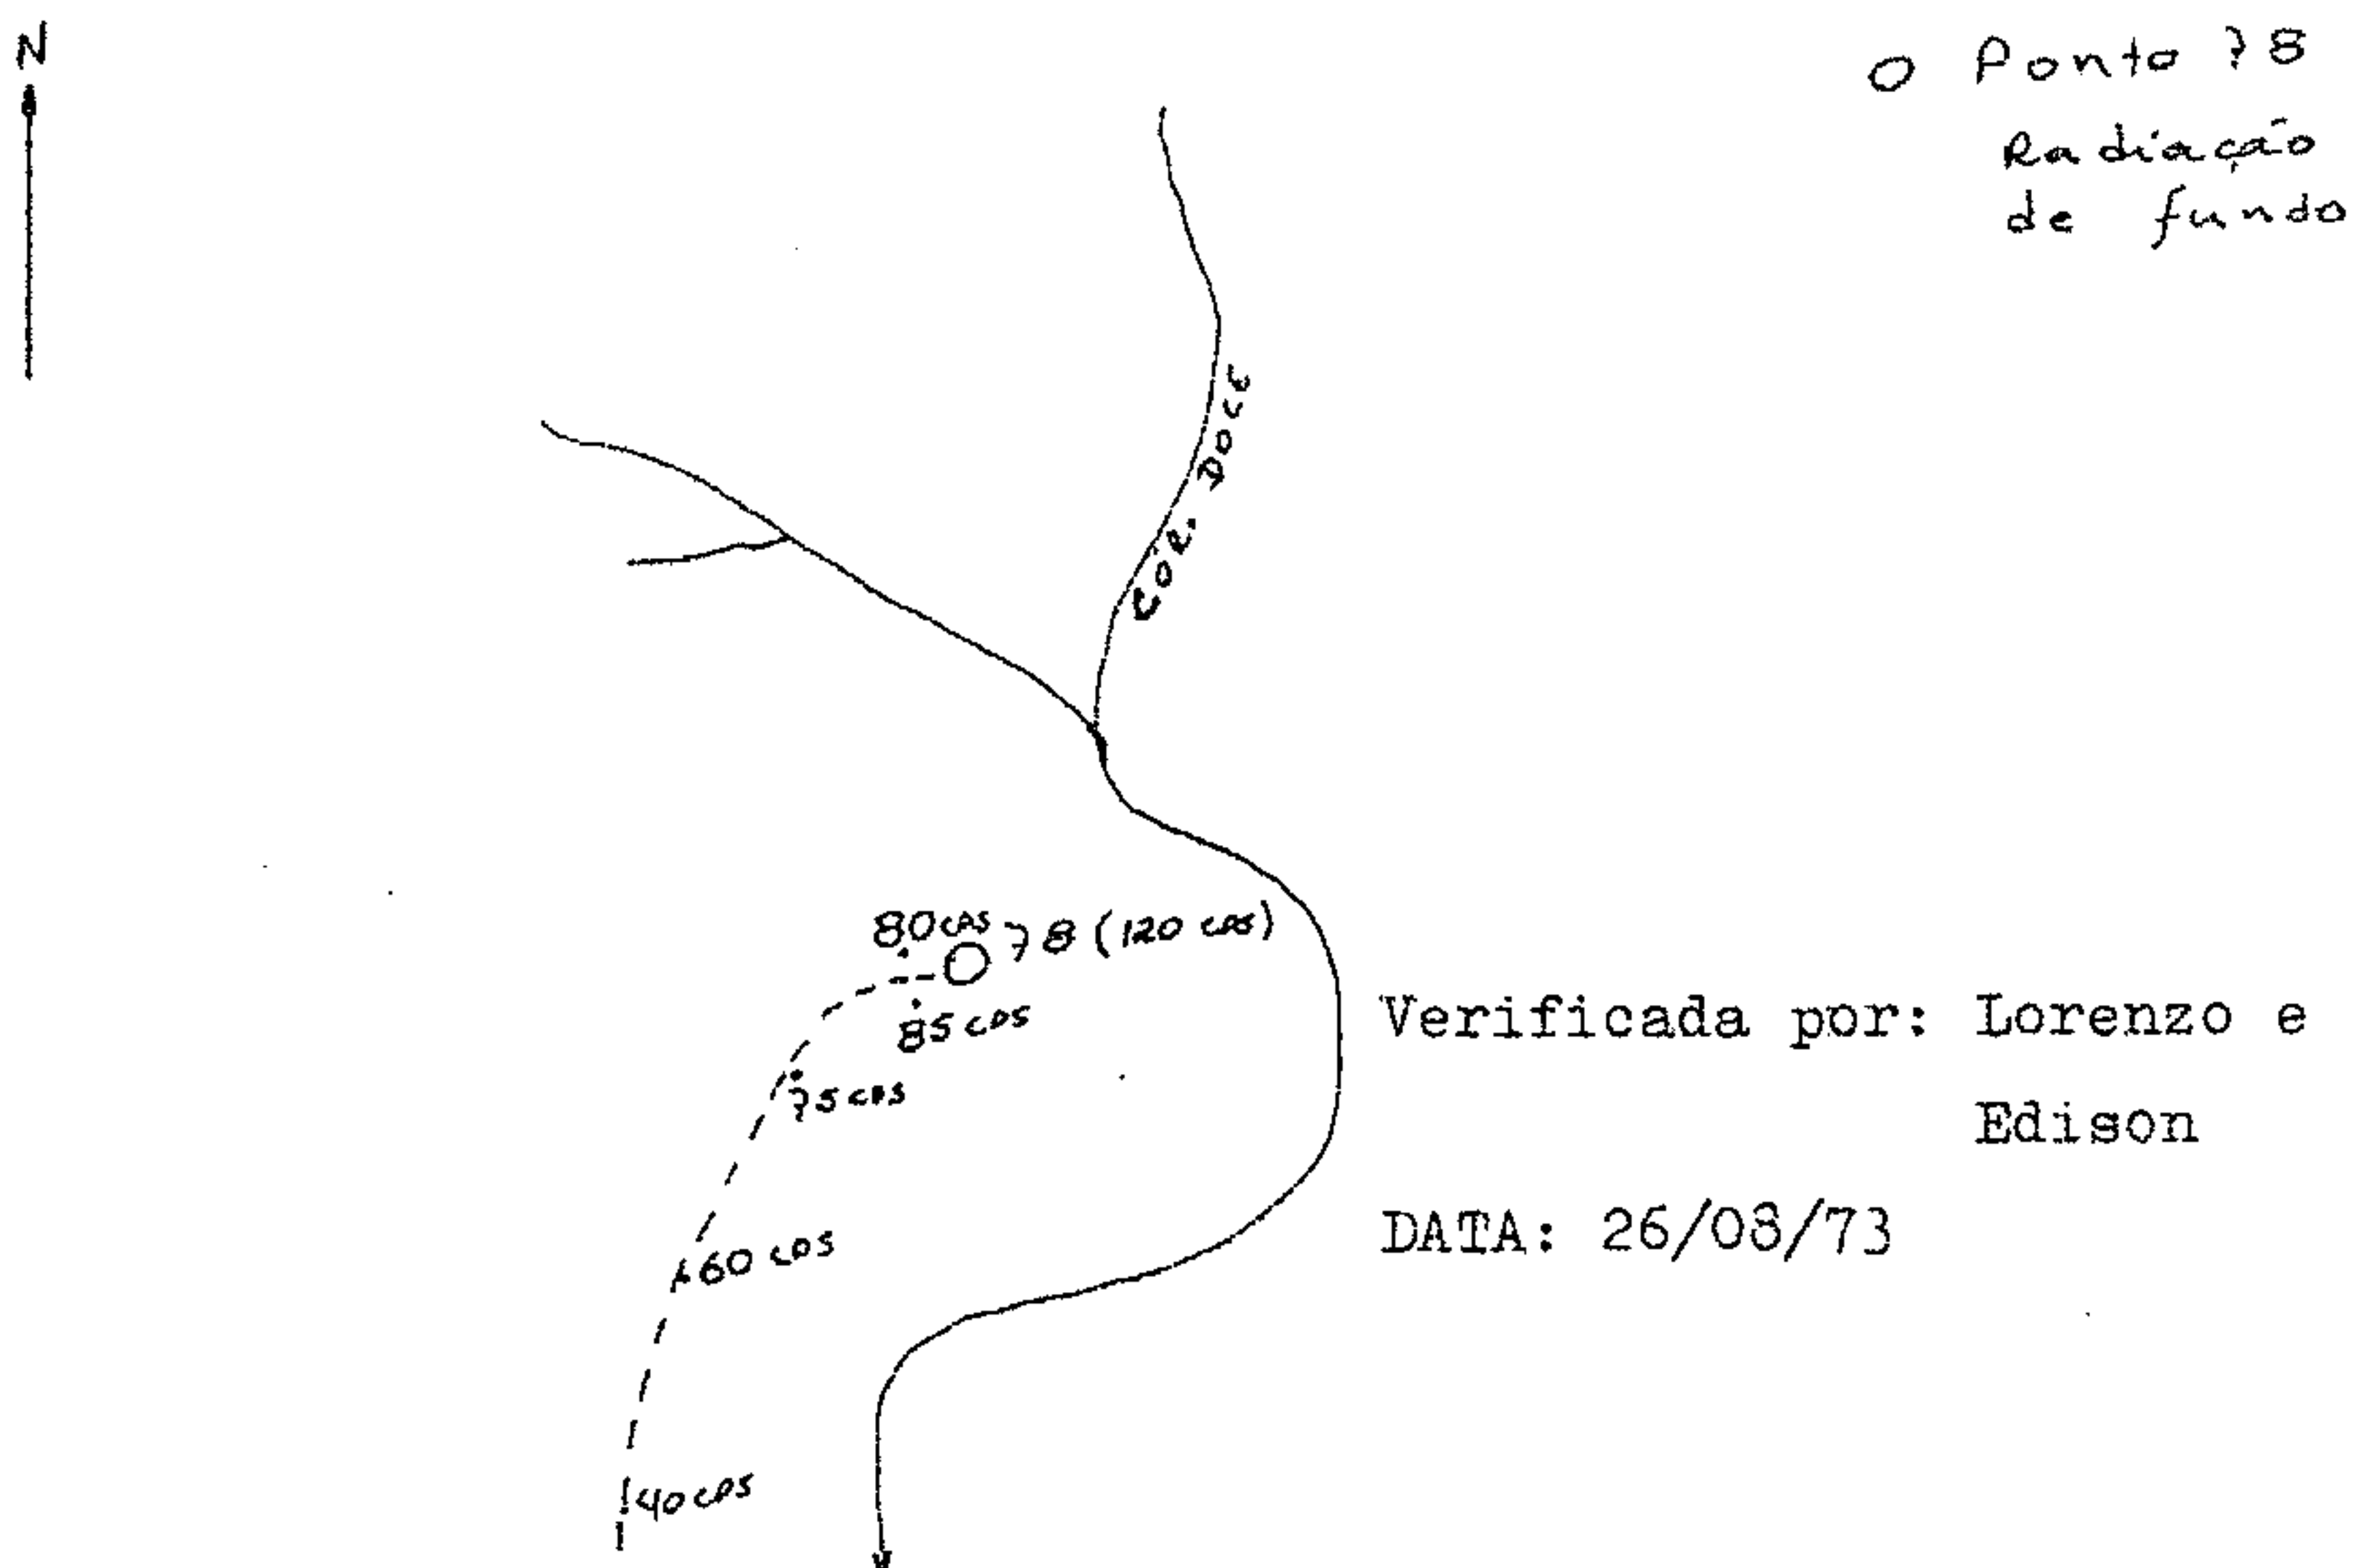 N
O Ponto 78
Radiação
de fundo
COR. DOCE
80 cps
78 (120 cps)
85 cps
75 cps
60 cps
40 cps
Verificada por: Lorenzo e
Edison
DATA: 26/08/73